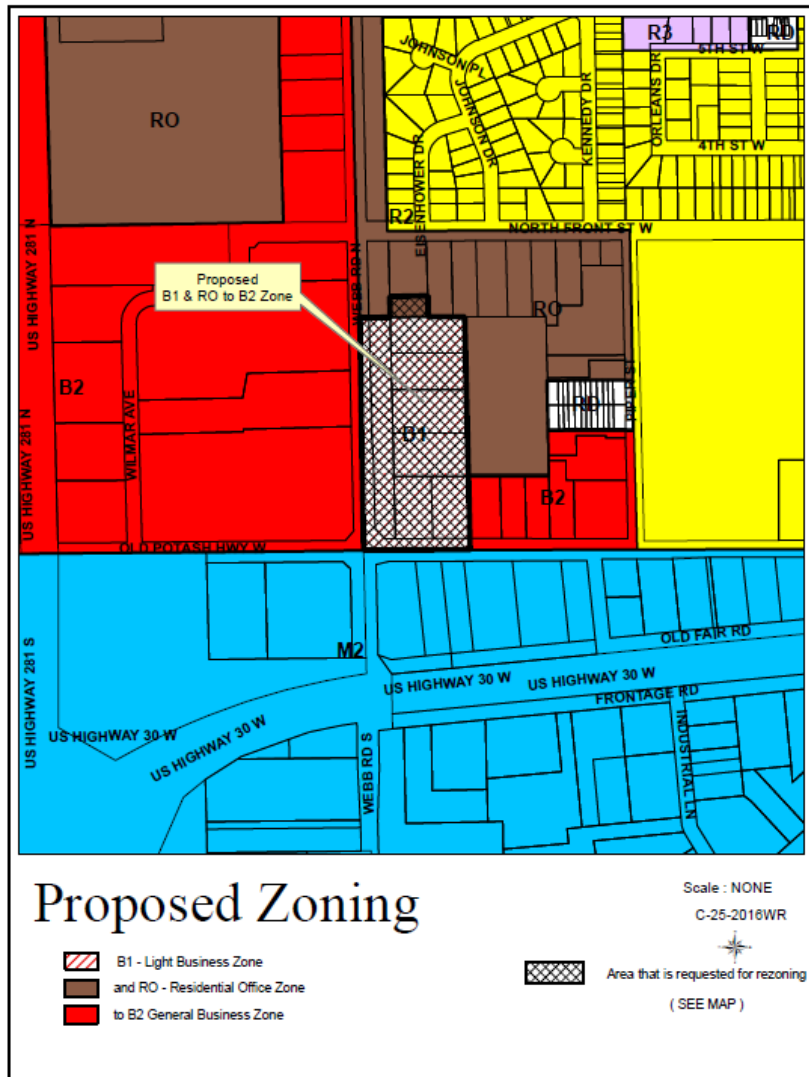 R3
RD
5TH ST W
JOHNSON PL
ORLEANS DR
KENNEDY DR
JOHNSON DR
EISENHOWER DR
4TH ST W
RO
R2
NORTH FRONT ST W
US HIGHWAY 281 N
WEBB RD N
Proposed
B1 & RO to B2 Zone
RO
B2
WILMAR AVE
RD
PIPER ST
B1
US HIGHWAY 281 N
B2
OLD POTASH HWY W
OLD FAIR RD
M2
US HIGHWAY 281 S
US HIGHWAY 30 W
US HIGHWAY 30 W
FRONTAGE RD
US HIGHWAY 30 W
US HIGHWAY 30 W
WEBB RD S
INDUSTRIAL LN
Proposed Zoning
Scale : NONE
C-25-2016WR
B1 - Light Business Zone
and RO - Residential Office Zone
to B2 General Business Zone
Area that is requested for rezoning
( SEE MAP )